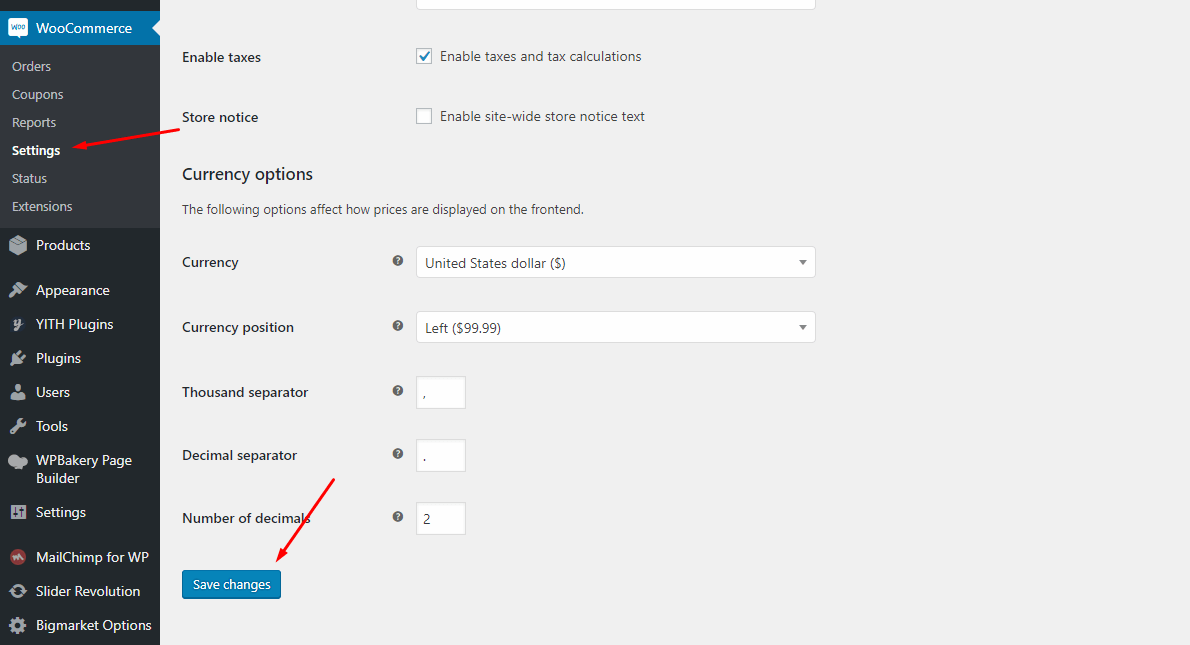 WOO WooCommerce
Orders
Coupons
Reports
Settings
Status
Extensions
Products
Appearance
YITH Plugins
Plugins
Users
Tools
WPBakery Page
Builder
Settings
MailChimp for WP
Slider Revolution
Bigmarket Options
Enable taxes
Enable taxes and tax calculations
Store notice
Enable site-wide store notice text
Currency options
The following options affect how prices are displayed on the frontend.
Currency
? United States dollar ($)
Currency position
? Left ($99.99)
Thousand separator
? ,
Decimal separator
? .
Number of decimals
? 2
Save changes